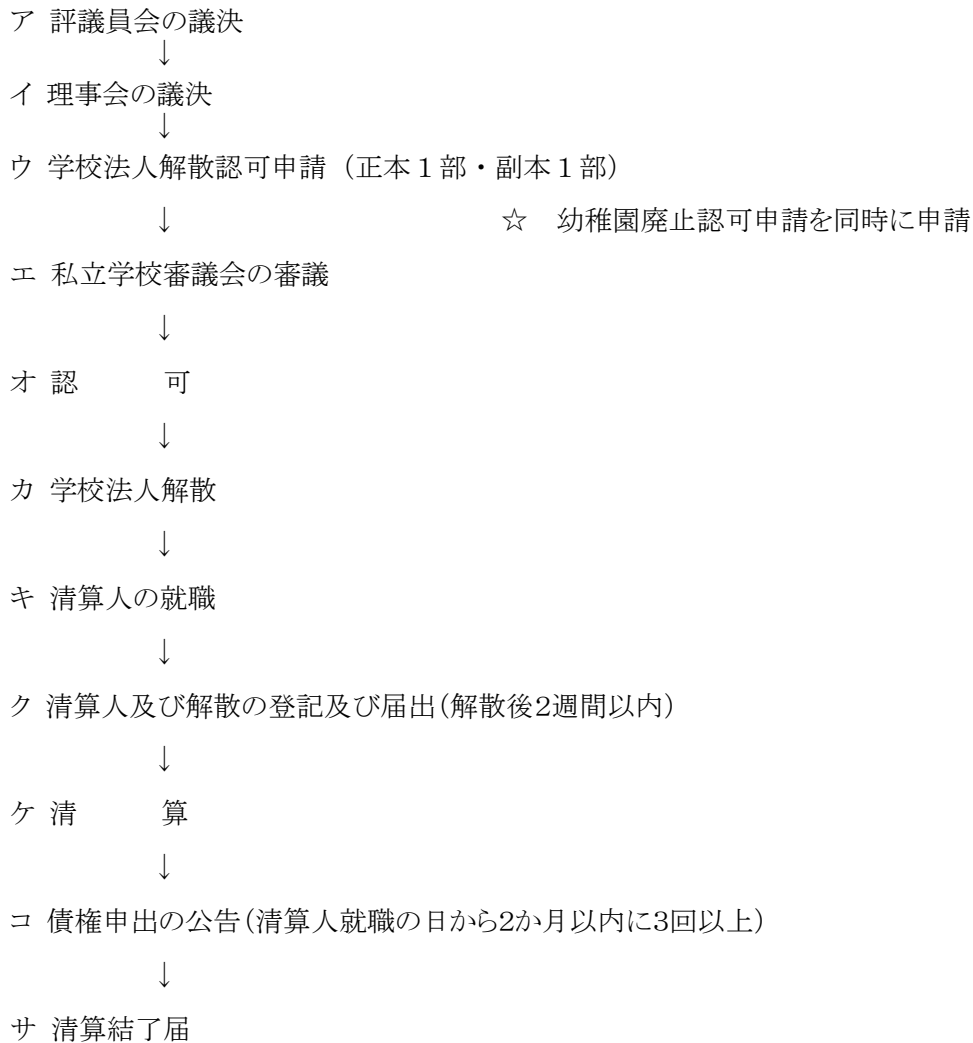 ア 評議員会の議決
↓
イ 理事会の議決
↓
ウ 学校法人解散認可申請（正本１部・副本１部）
↓ ☆ 幼稚園廃止認可申請を同時に申請
エ 私立学校審議会の審議
↓
オ 認 可
↓
カ 学校法人解散
↓
キ 清算人の就職
↓
ク 清算人及び解散の登記及び届出（解散後２週間以内）
↓
ケ 清 算
↓
コ 債権申出の公告（清算人就職の日から２か月以内に３回以上）
↓
サ 清算結了届